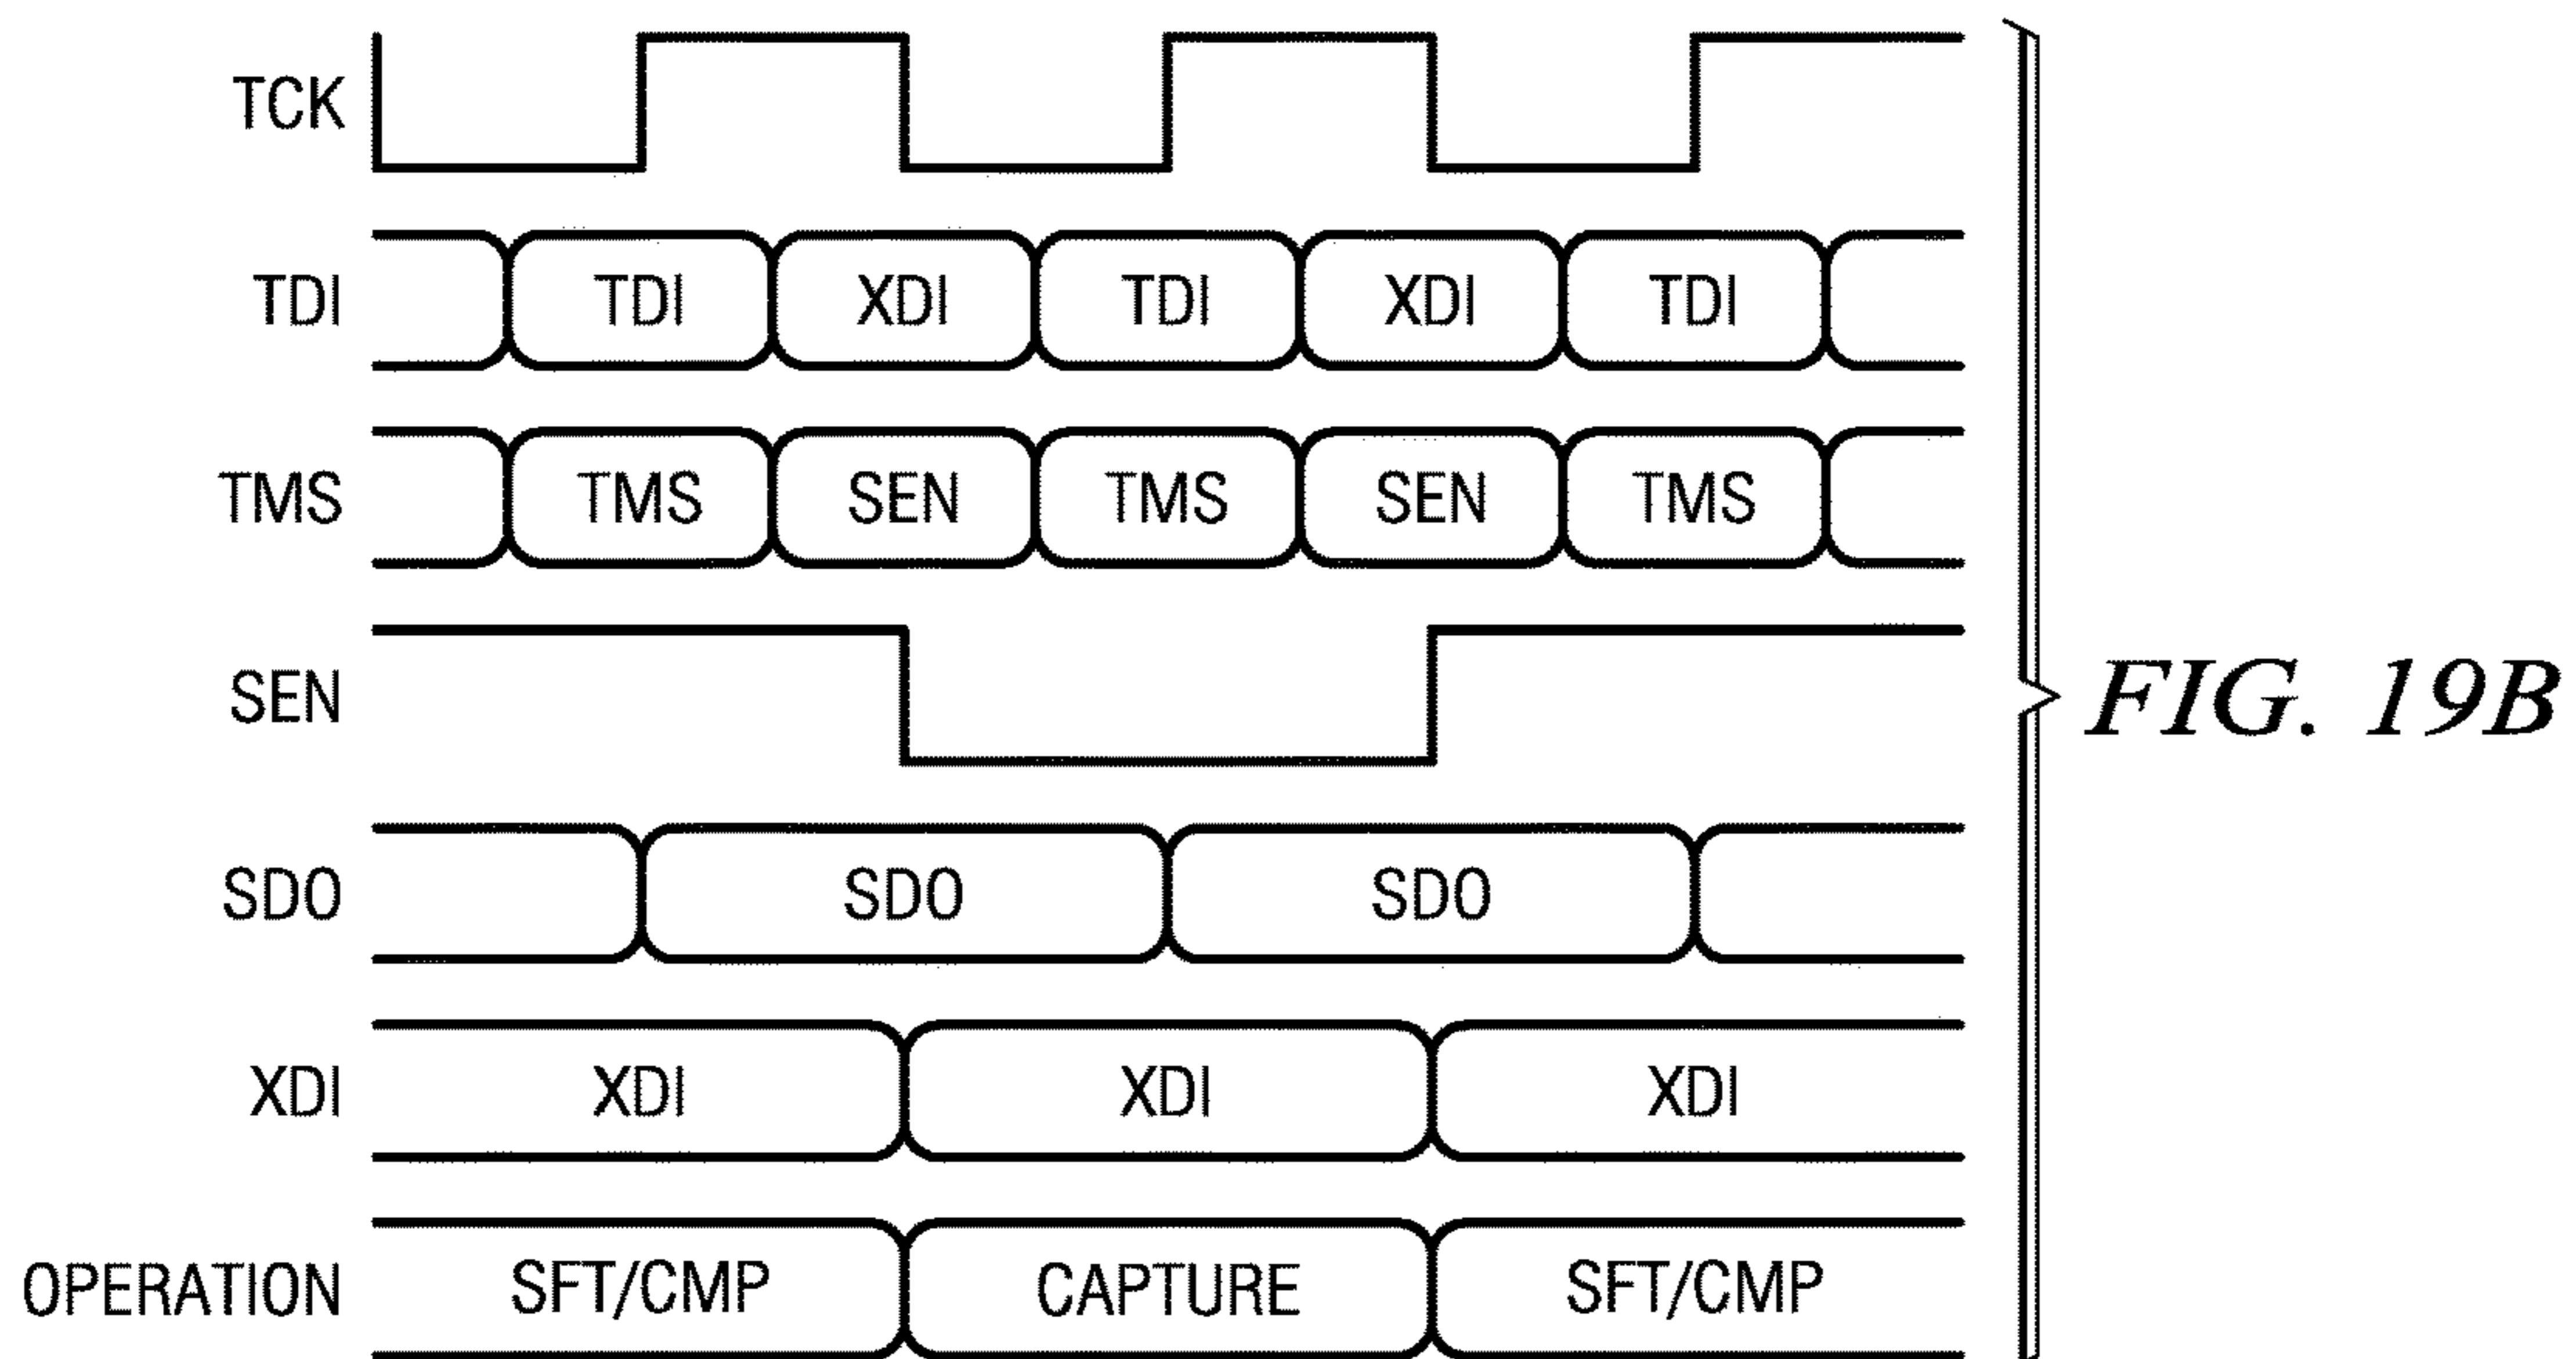 TCK
TDI TDI XDI TDI XDI TDI
TMS TMS SEN TMS SEN TMS
SEN
FIG. 19B
SDO SDO SDO
XDI XDI XDI XDI
OPERATION SFT/CMP CAPTURE SFT/CMP